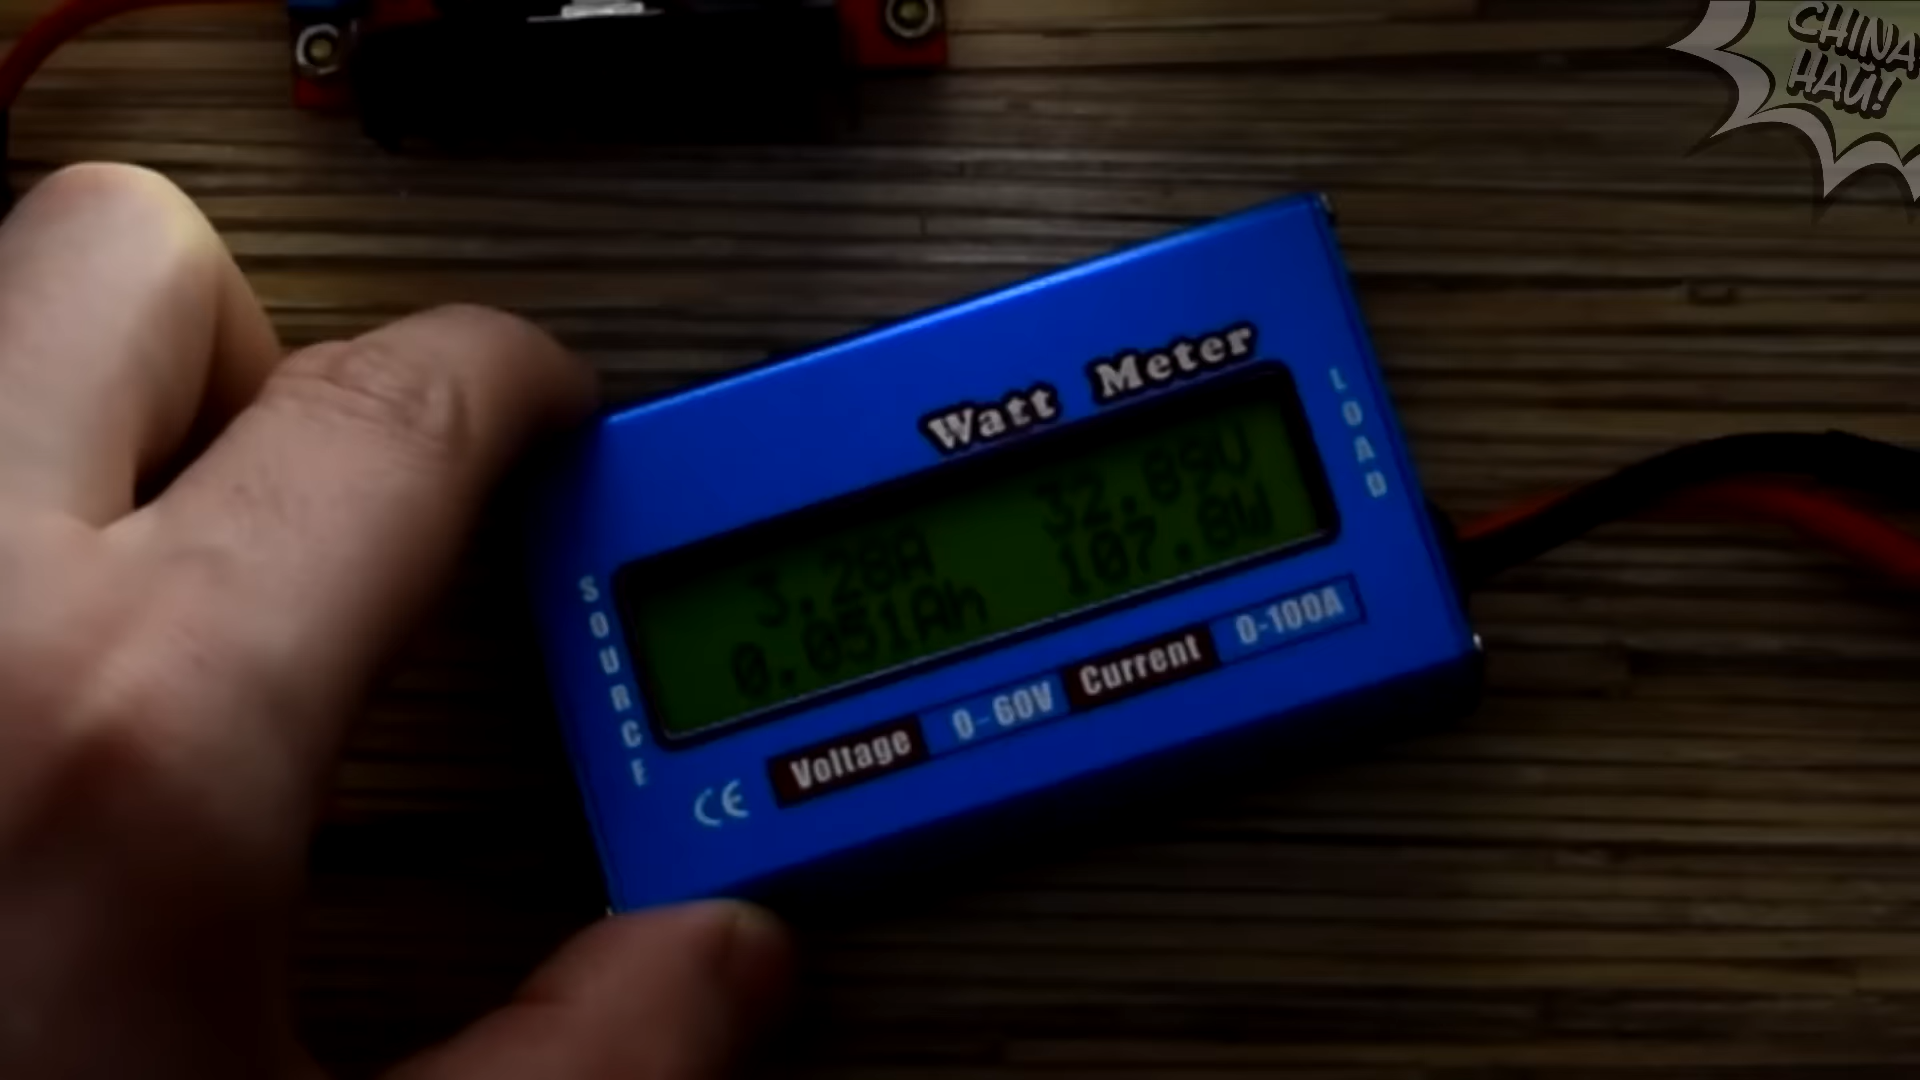 CHINA
НАЙ!
Watt Meter
3.28A 32.89V
0.051Ah 107.8W
SOURCE
LOAD
Voltage 0-60V Current 0-100A
CE